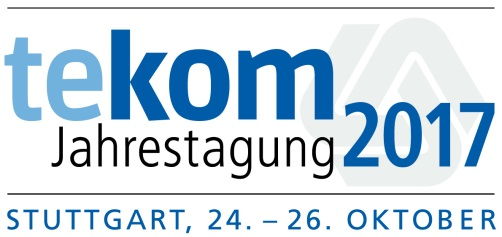 tekom
Jahrestagung 2017
STUTTGART, 24. – 26. OKTOBER